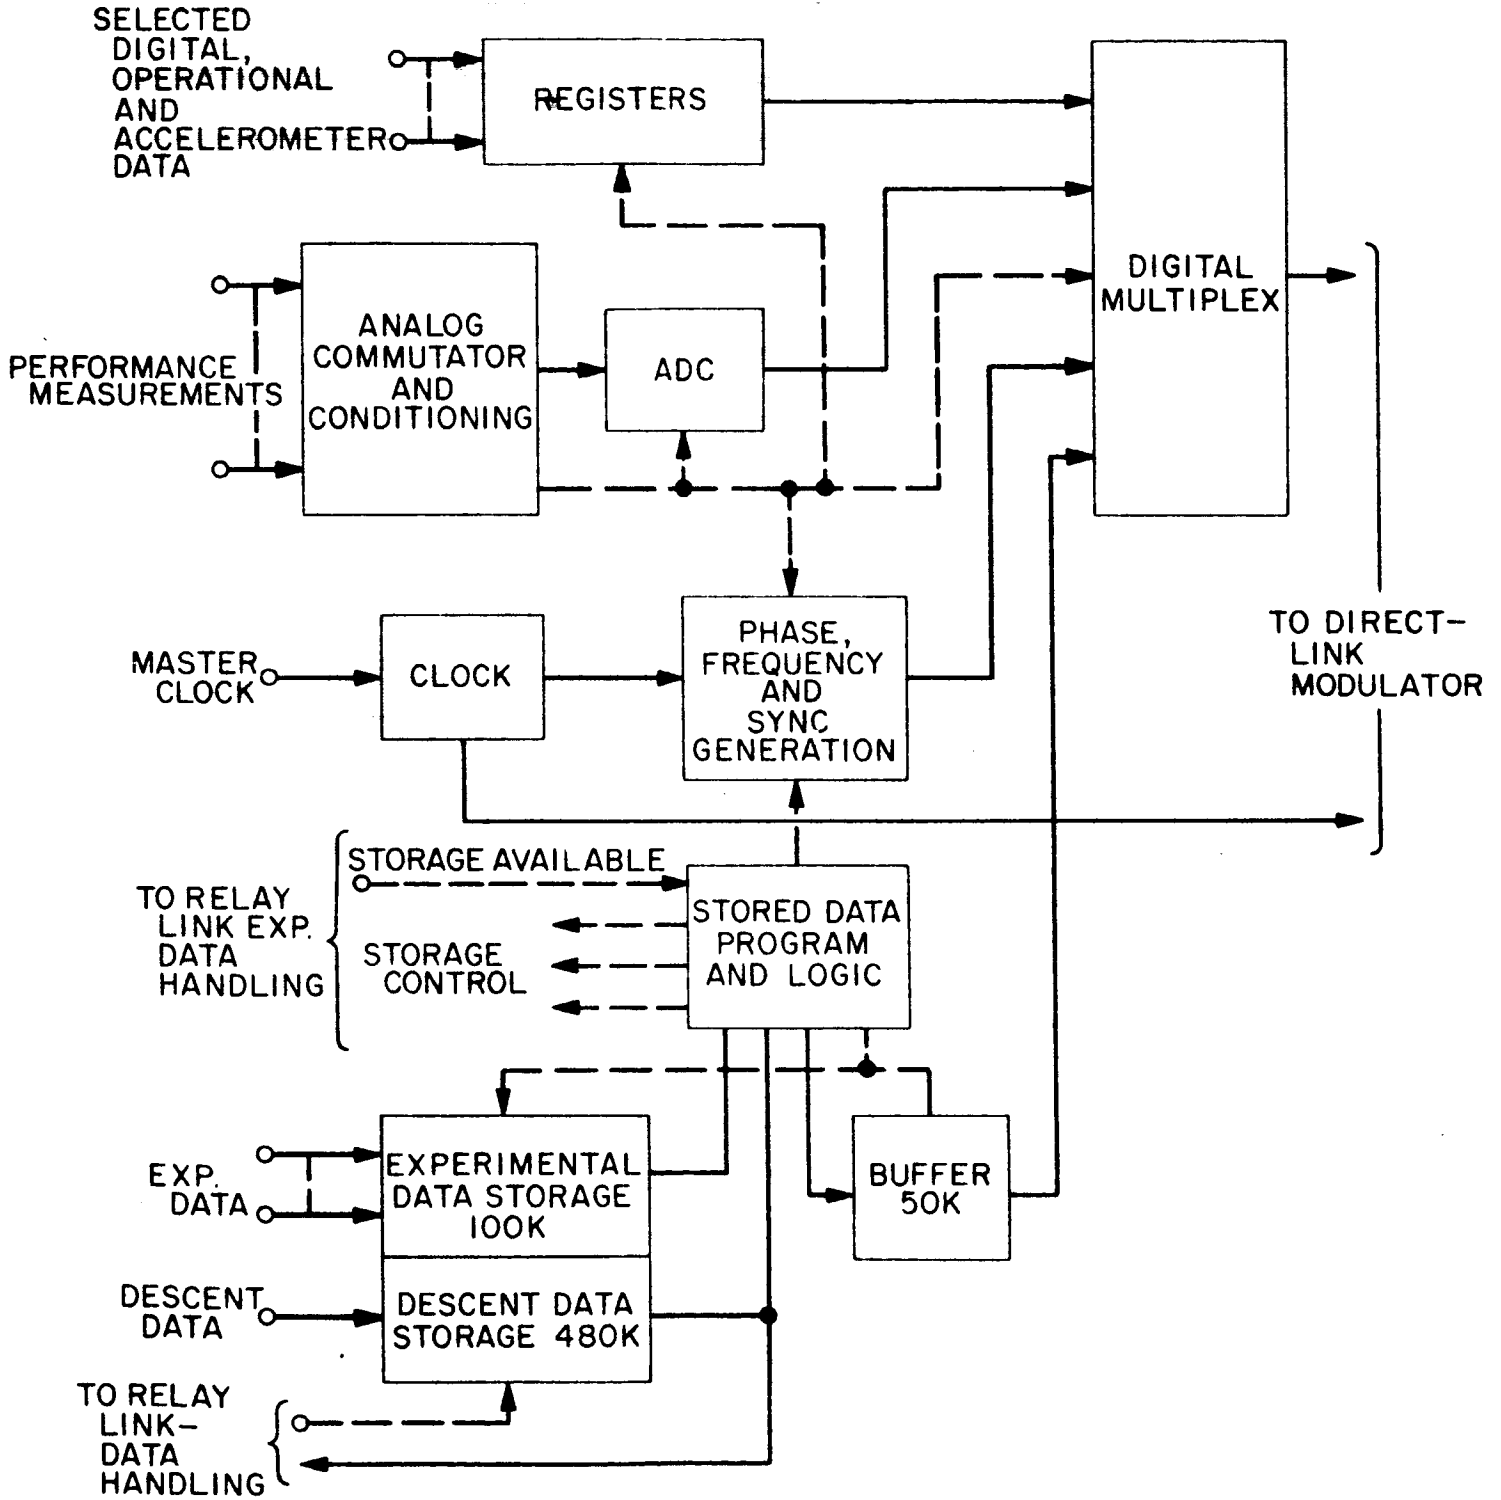 SELECTED
DIGITAL,
OPERATIONAL
AND
ACCELEROMETER
DATA
REGISTERS
DIGITAL
MULTIPLEX
ANALOG
COMMUTATOR
AND
CONDITIONING
ADC
PERFORMANCE
MEASUREMENTS
TO DIRECT-
LINK
MODULATOR
MASTER
CLOCK
CLOCK
PHASE,
FREQUENCY
AND
SYNC
GENERATION
STORAGE AVAILABLE
TO RELAY
LINK EXP.
DATA
HANDLING
STORAGE
CONTROL
STORED DATA
PROGRAM
AND LOGIC
EXP.
DATA
EXPERIMENTAL
DATA STORAGE
100K
BUFFER
50K
DESCENT
DATA
DESCENT DATA
STORAGE 480K
TO RELAY
LINK-
DATA
HANDLING